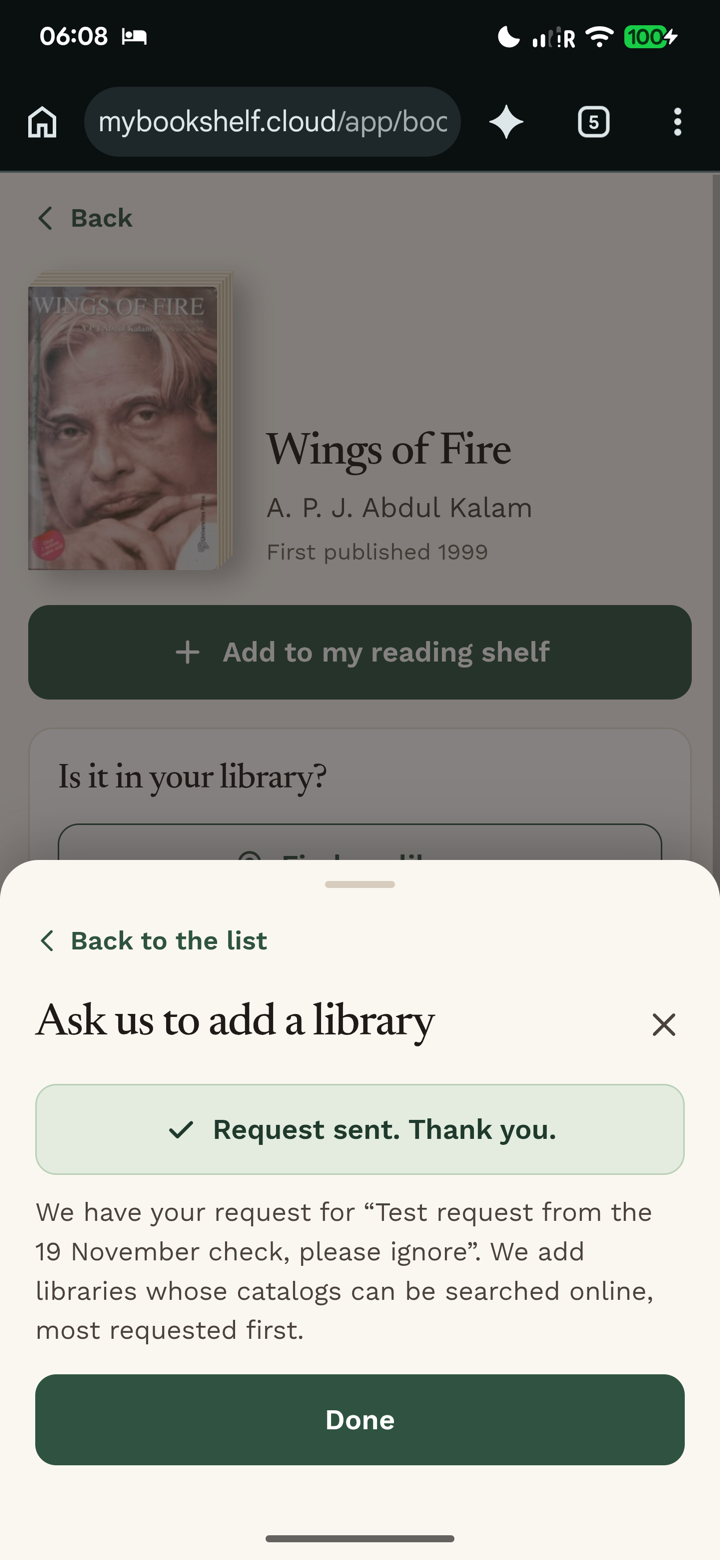 06:08
R
100
mybookshelf.cloud/app/boo
5
Back
WINGS OF FIRE
Wings of Fire
A. P. J. Abdul Kalam
First published 1999
Add to my reading shelf
Is it in your library?
Back to the list
Ask us to add a library
Request sent. Thank you.
We have your request for “Test request from the
19 November check, please ignore”. We add
libraries whose catalogs can be searched online,
most requested first.
Done